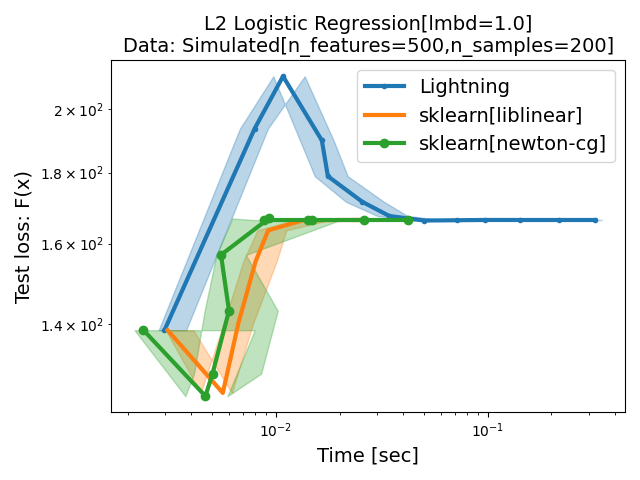 L2 Logistic Regression[lmbd=1.0]
Data: Simulated[n_features=500,n_samples=200]
Lightning
sklearn[liblinear]
sklearn[newton-cg]
Test loss: F(x)
2 × 10²
1.8 × 10²
1.6 × 10²
1.4 × 10²
10⁻²
10⁻¹
Time [sec]